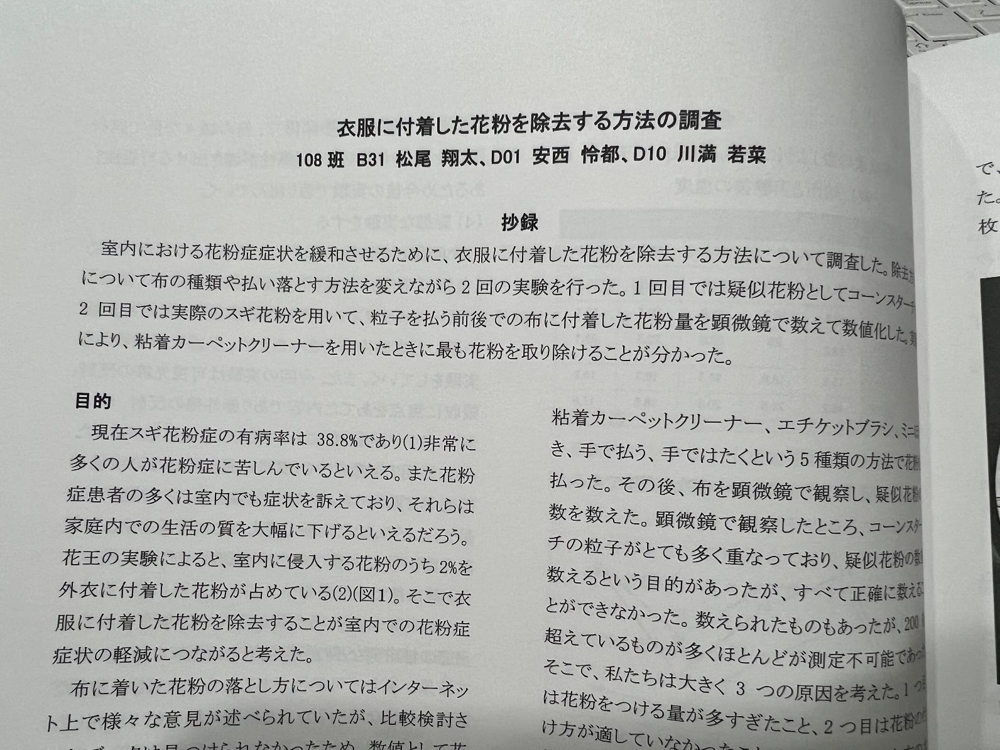 衣服に付着した花粉を除去する方法の調査
108班 B31 松尾 翔太、D01 安西 怜都、D10 川満 若菜
抄録
室内における花粉症症状を緩和させるために、衣服に付着した花粉を除去する方法について調査した。除去方
について布の種類や払い落とす方法を変えながら2回の実験を行った。1回目では疑似花粉としてコーンスターチ
2 回目では実際のスギ花粉を用いて、粒子を払う前後での布に付着した花粉量を顕微鏡で数えて数値化した。実
により、粘着カーペットクリーナーを用いたときに最も花粉を取り除けることが分かった。
目的
現在スギ花粉症の有病率は 38.8%であり(1)非常に
多くの人が花粉症に苦しんでいるといえる。また花粉
症患者の多くは室内でも症状を訴えており、それらは
家庭内での生活の質を大幅に下げるといえるだろう。
花王の実験によると、室内に侵入する花粉のうち2%を
外衣に付着した花粉が占めている(2)(図1)。そこで衣
服に付着した花粉を除去することが室内での花粉症
症状の軽減につながると考えた。
布に着いた花粉の落とし方についてはインターネッ
ト上で様々な意見が述べられていたが、比較検討さ
見つけられなかったため、数値として花
粘着カーペットクリーナー、エチケットブラシ、ミニほ
き、手で払う、手ではたくという5種類の方法で花粉
払った。その後、布を顕微鏡で観察し、疑似花粉
数を数えた。顕微鏡で観察したところ、コーンスター
チの粒子がとても多く重なっており、疑似花粉の数
数えるという目的があったが、すべて正確に数える
とができなかった。数えられたものもあったが、200
超えているものが多くほとんどが測定不可能であった
そこで、私たちは大きく 3 つの原因を考えた。1つ
は花粉をつける量が多すぎたこと、2つ目は花粉の
け方が適していなかったこと
で、
た。
枚